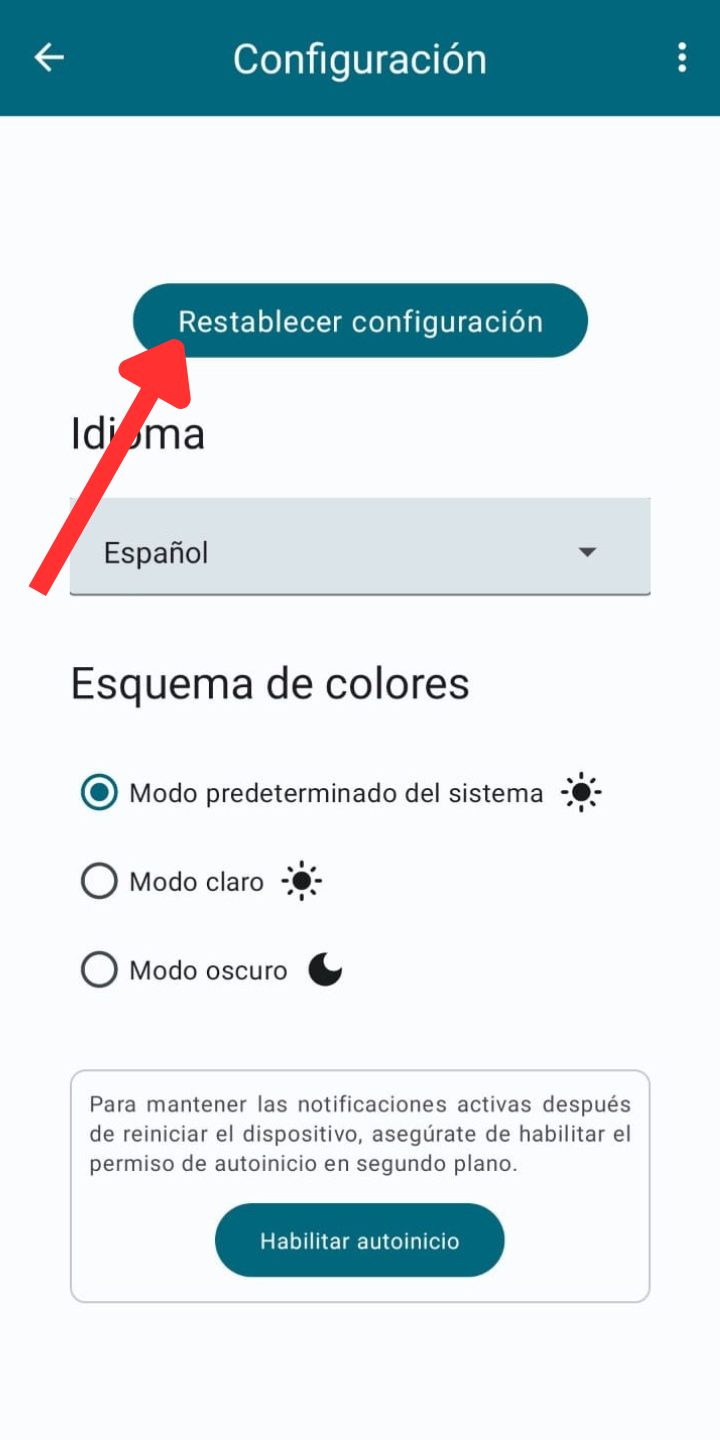 Configuración
Restablecer configuración
Idioma
Español
Esquema de colores
Modo predeterminado del sistema
Modo claro
Modo oscuro
Para mantener las notificaciones activas después
de reiniciar el dispositivo, asegúrate de habilitar el
permiso de autoinicio en segundo plano.
Habilitar autoinicio